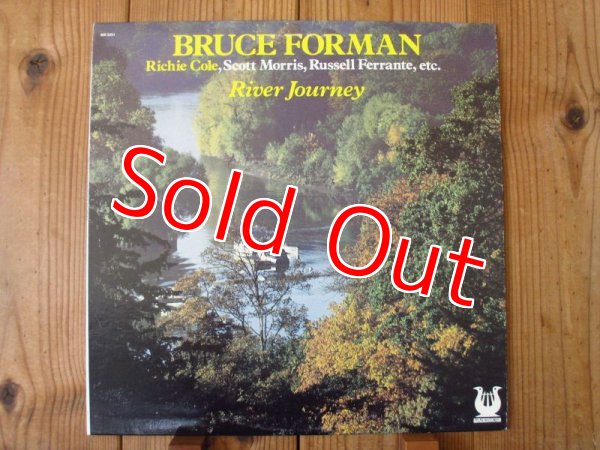 BRUCE FORMAN
Richie Cole, Scott Morris, Russell Ferrante, etc.
River Journey
Sold Out